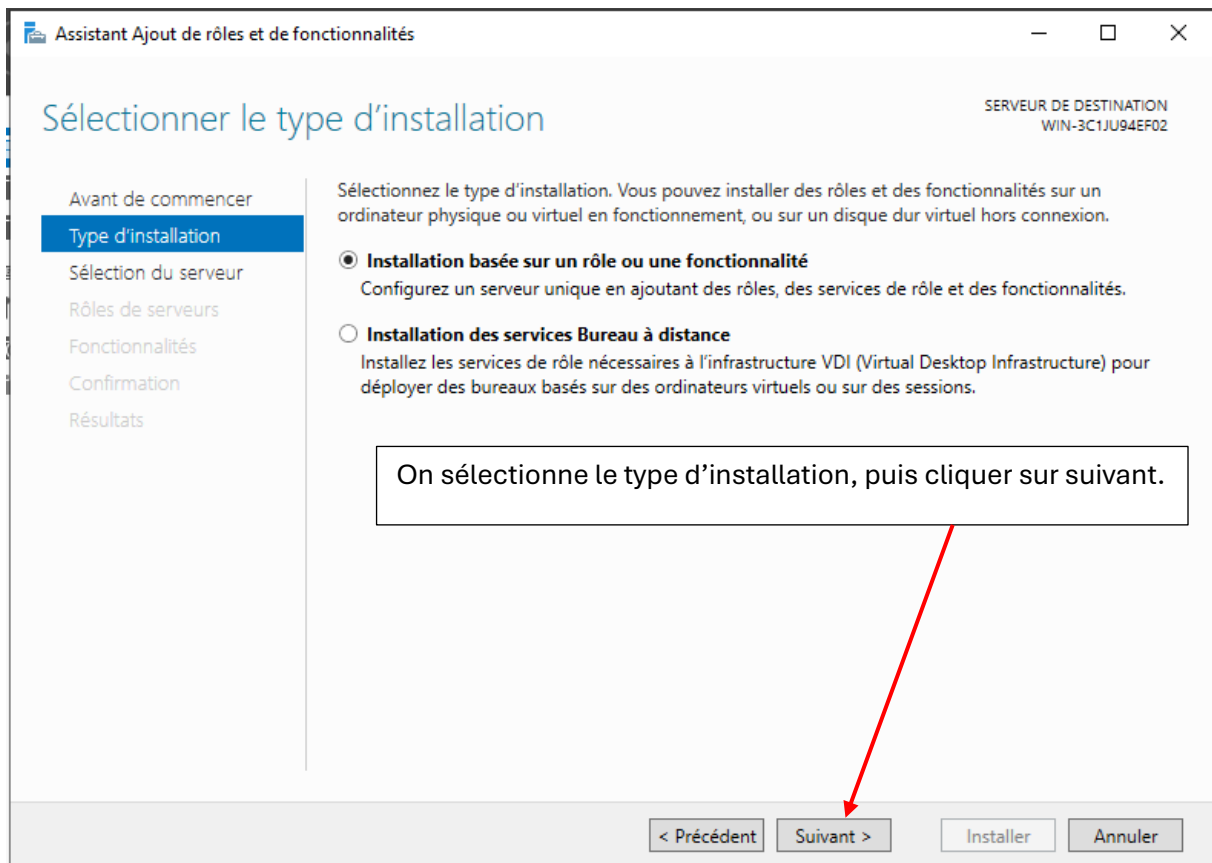 Assistant Ajout de rôles et de fonctionnalités
Sélectionner le type d’installation
SERVEUR DE DESTINATION
WIN-3C1JU94EF02
Avant de commencer
Type d’installation
Sélection du serveur
Rôles de serveurs
Fonctionnalités
Confirmation
Résultats
Sélectionnez le type d’installation. Vous pouvez installer des rôles et des fonctionnalités sur un
ordinateur physique ou virtuel en fonctionnement, ou sur un disque dur virtuel hors connexion.
Installation basée sur un rôle ou une fonctionnalité
Configurez un serveur unique en ajoutant des rôles, des services de rôle et des fonctionnalités.
Installation des services Bureau à distance
Installez les services de rôle nécessaires à l’infrastructure VDI (Virtual Desktop Infrastructure) pour
déployer des bureaux basés sur des ordinateurs virtuels ou sur des sessions.
On sélectionne le type d’installation, puis cliquer sur suivant.
< Précédent
Suivant >
Installer
Annuler